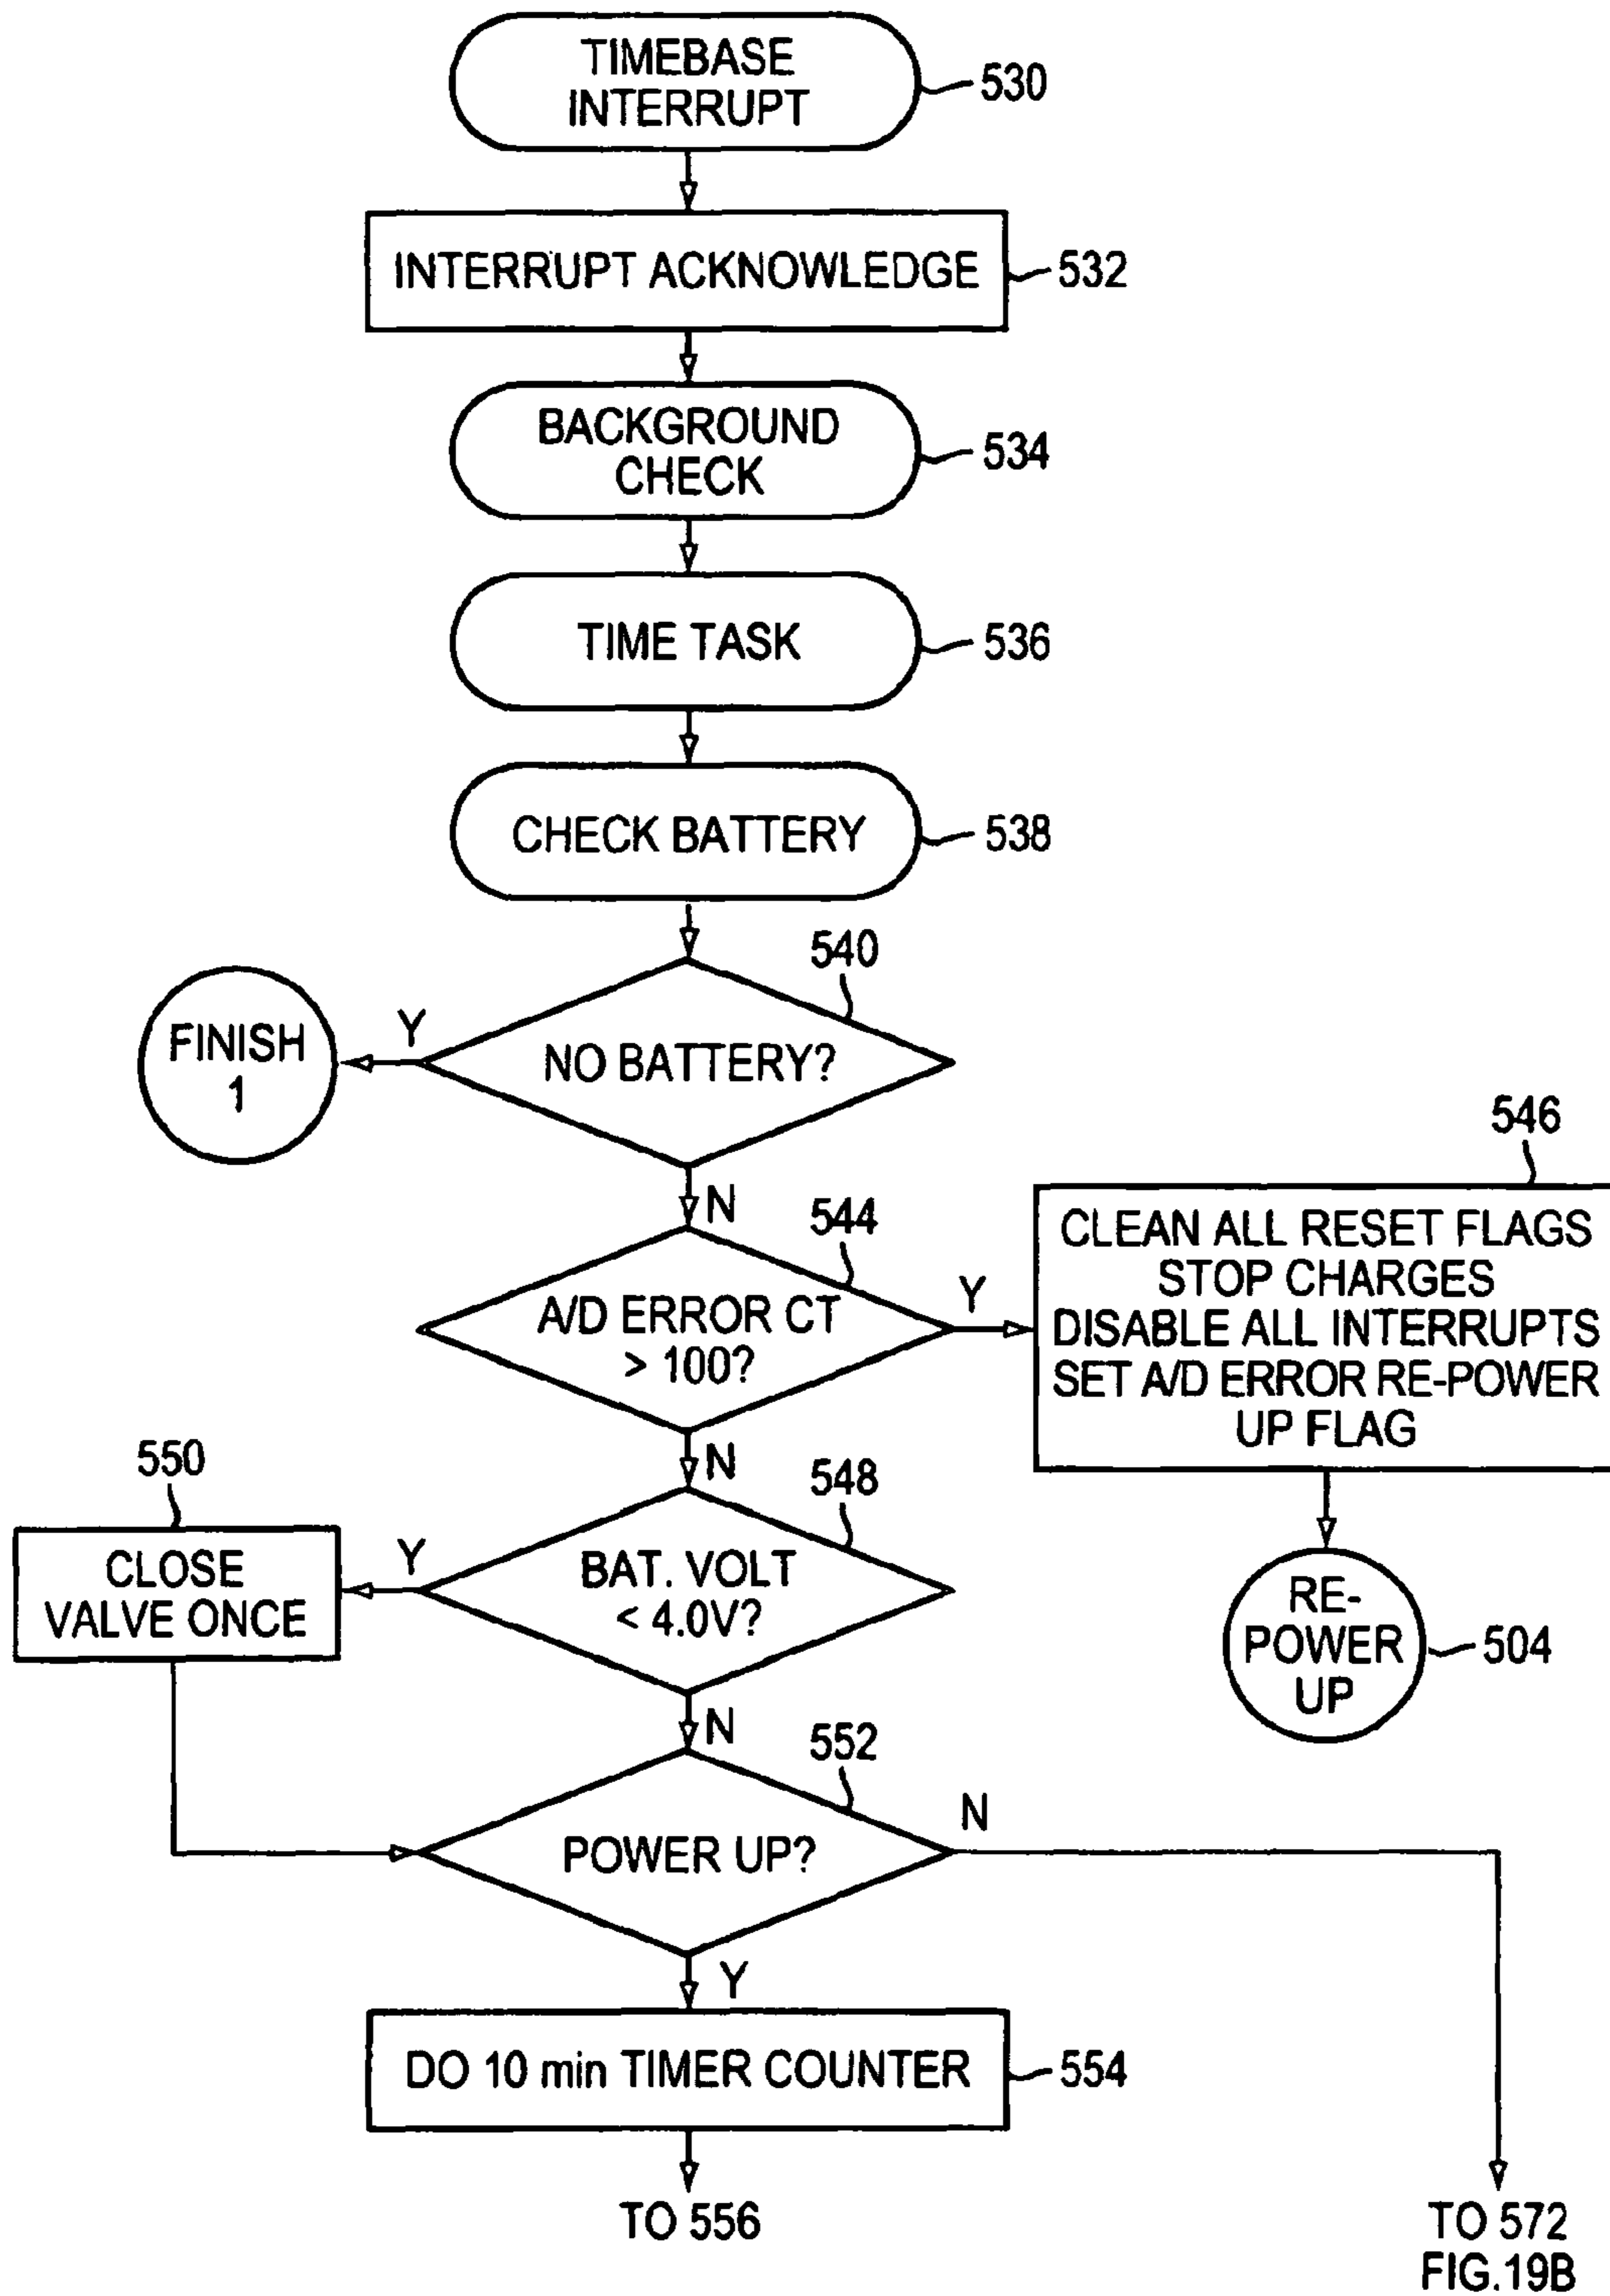 TIMEBASE
INTERRUPT
530
INTERRUPT ACKNOWLEDGE
532
BACKGROUND
CHECK
534
TIME TASK
536
CHECK BATTERY
538
540
NO BATTERY?
Y
FINISH
1
N
544
A/D ERROR CT
> 100?
Y
546
CLEAN ALL RESET FLAGS
STOP CHARGES
DISABLE ALL INTERRUPTS
SET A/D ERROR RE-POWER
UP FLAG
RE-
POWER
UP
504
N
548
BAT. VOLT
< 4.0V?
Y
550
CLOSE
VALVE ONCE
N
552
POWER UP?
N
Y
DO 10 min TIMER COUNTER
554
TO 556
TO 572
FIG.19B